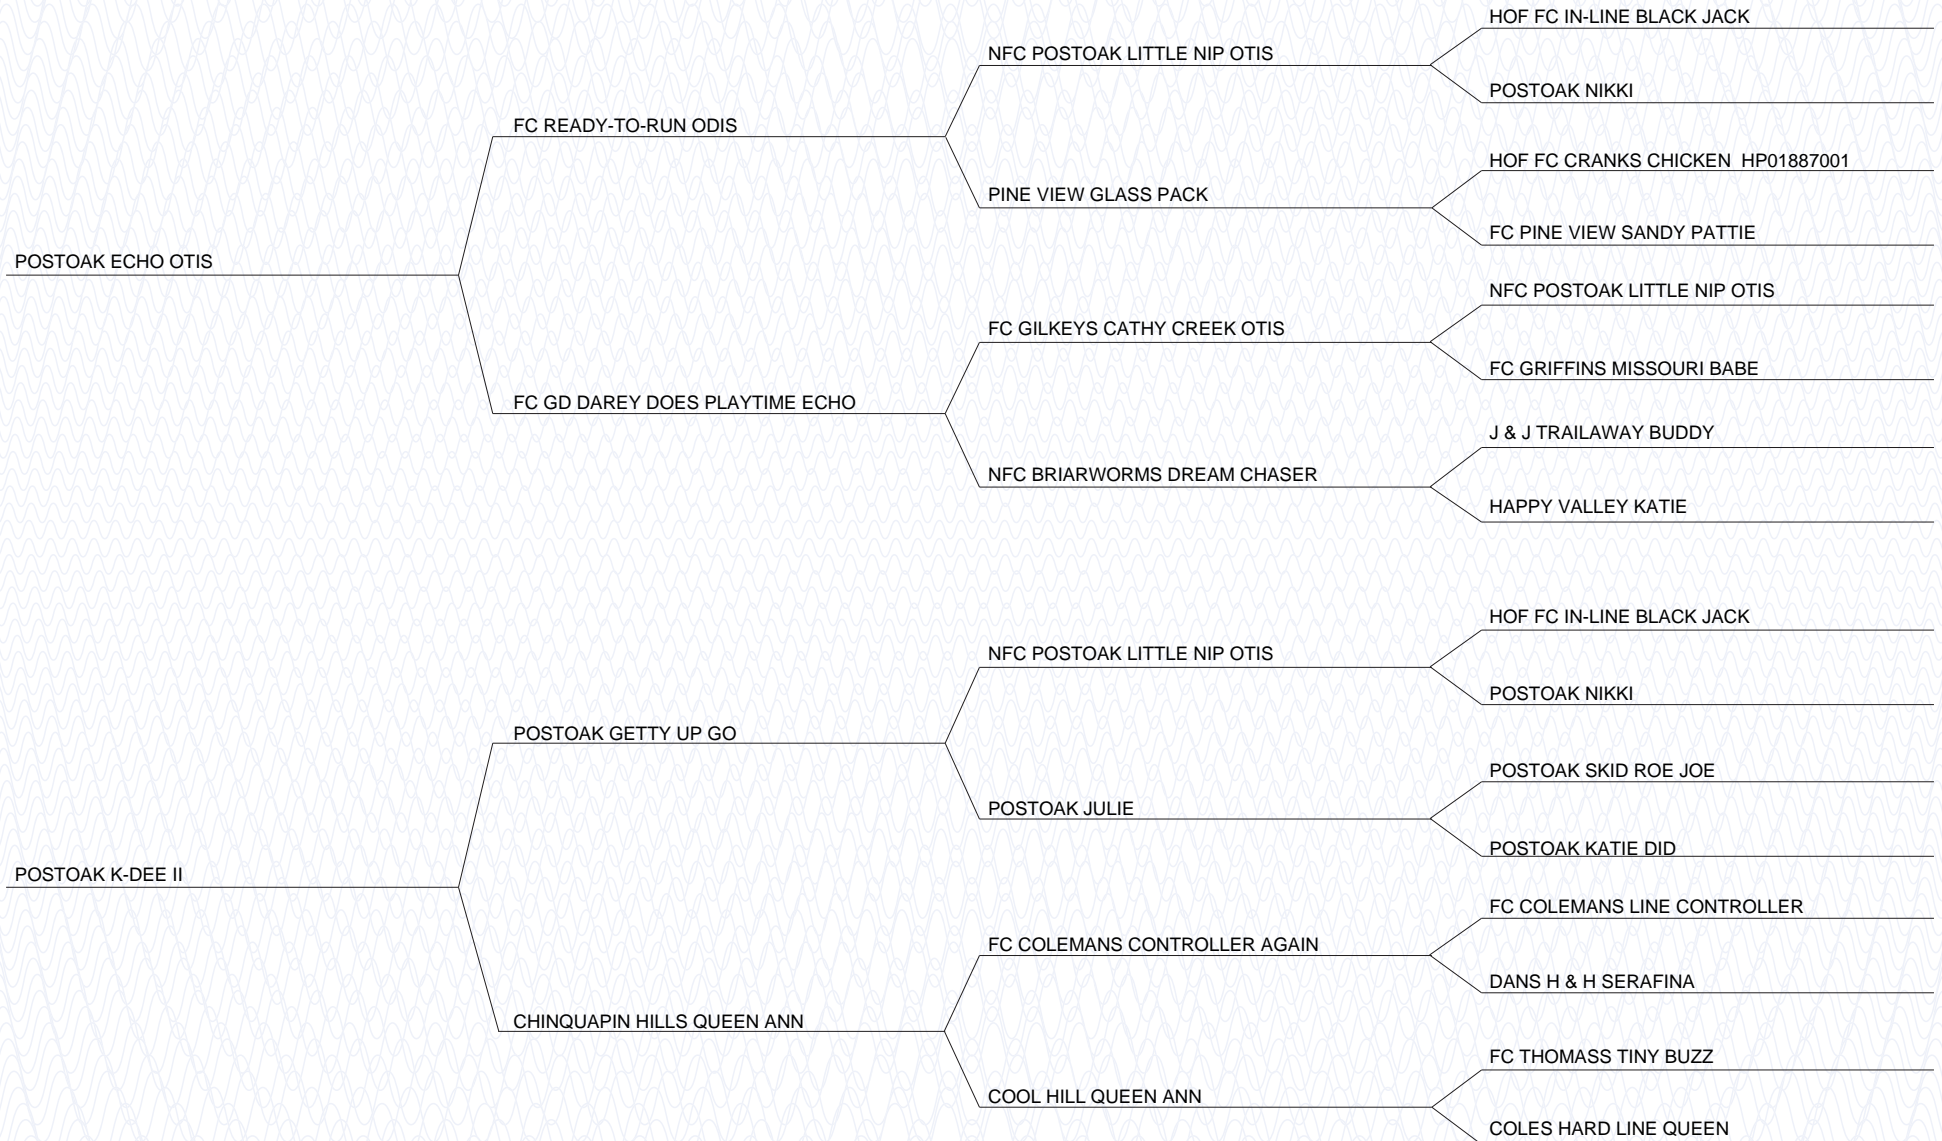 HOF FC IN-LINE BLACK JACK
NFC POSTOAK LITTLE NIP OTIS
POSTOAK NIKKI
FC READY-TO-RUN ODIS
HOF FC CRANKS CHICKEN  HP01887001
PINE VIEW GLASS PACK
FC PINE VIEW SANDY PATTIE
POSTOAK ECHO OTIS
NFC POSTOAK LITTLE NIP OTIS
FC GILKEYS CATHY CREEK OTIS
FC GRIFFINS MISSOURI BABE
FC GD DAREY DOES PLAYTIME ECHO
J & J TRAILAWAY BUDDY
NFC BRIARWORMS DREAM CHASER
HAPPY VALLEY KATIE
HOF FC IN-LINE BLACK JACK
NFC POSTOAK LITTLE NIP OTIS
POSTOAK NIKKI
POSTOAK GETTY UP GO
POSTOAK SKID ROE JOE
POSTOAK JULIE
POSTOAK KATIE DID
POSTOAK K-DEE II
FC COLEMANS LINE CONTROLLER
FC COLEMANS CONTROLLER AGAIN
DANS H & H SERAFINA
CHINQUAPIN HILLS QUEEN ANN
FC THOMASS TINY BUZZ
COOL HILL QUEEN ANN
COLES HARD LINE QUEEN